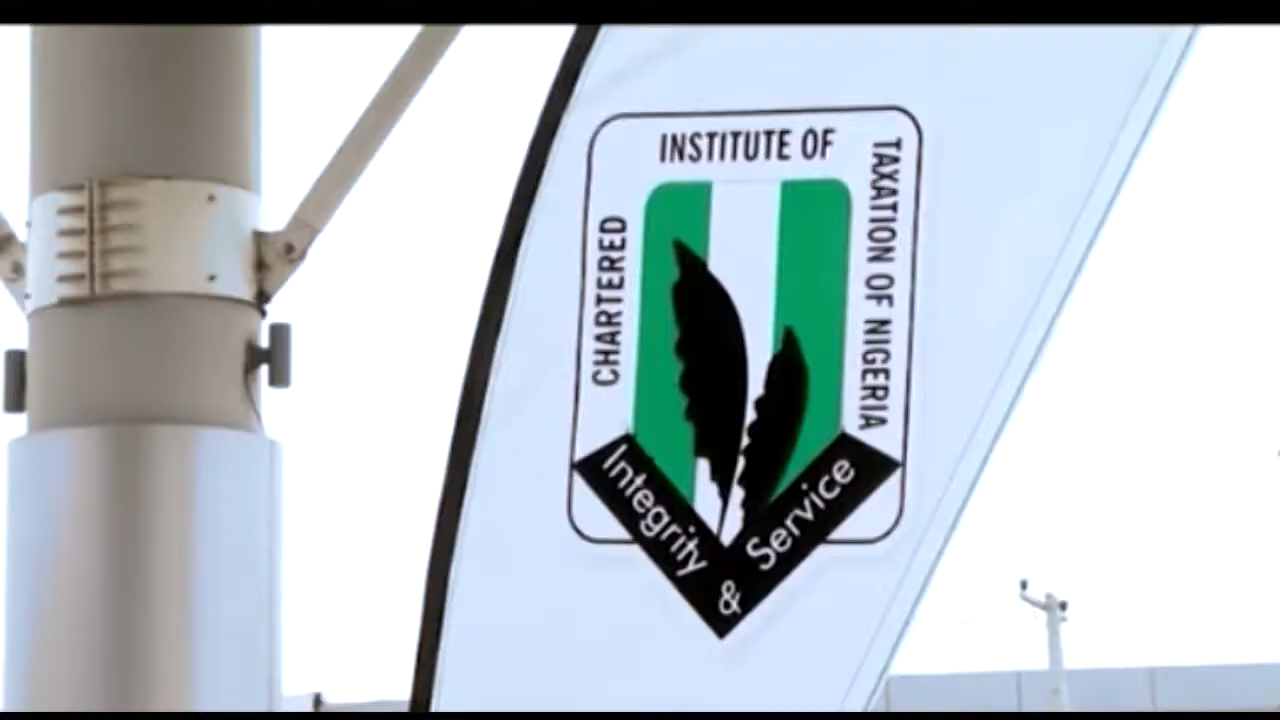 CHARTERED
INSTITUTE OF
TAXATION OF NIGERIA
Integrity
&
Service